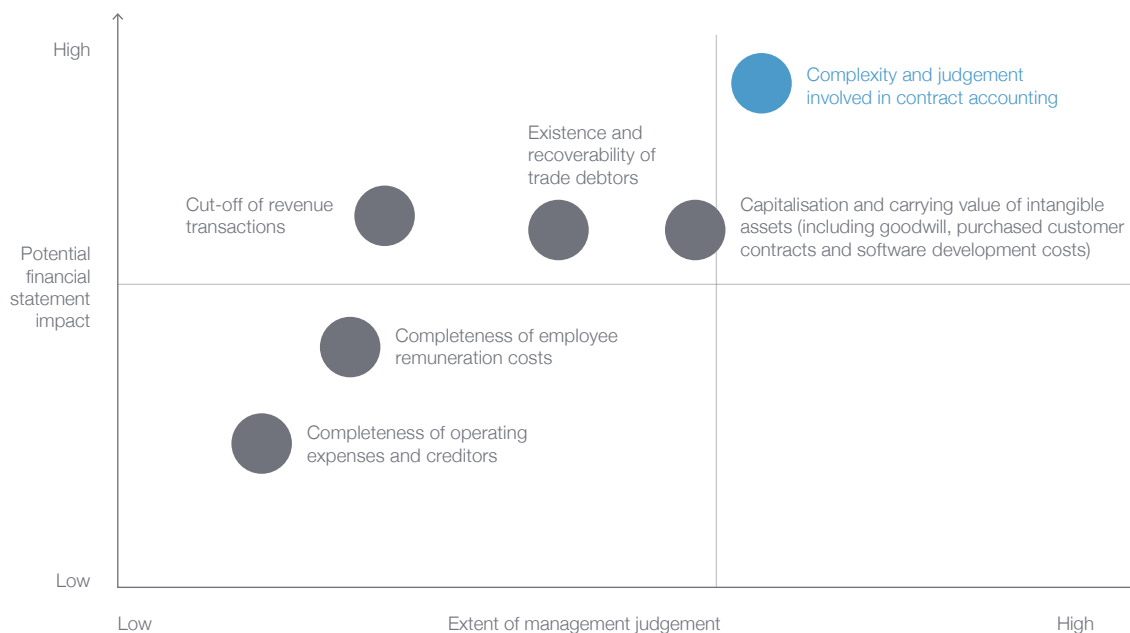 High
Complexity and judgement
involved in contract accounting
Existence and
recoverability of
trade debtors
Cut-off of revenue
transactions
Capitalisation and carrying value of intangible
assets (including goodwill, purchased customer
contracts and software development costs)
Potential
financial
statement
impact
Completeness of employee
remuneration costs
Completeness of operating
expenses and creditors
Low
Low
Extent of management judgement
High